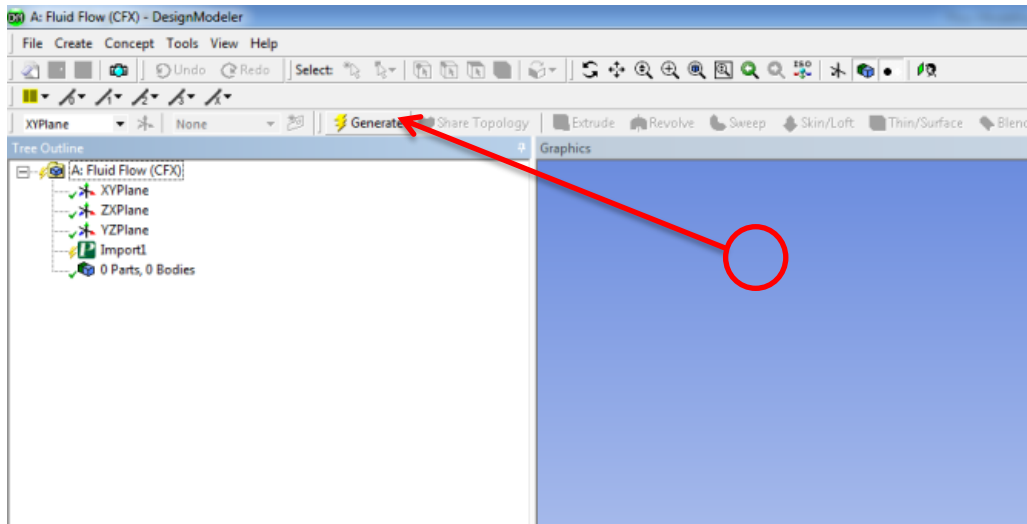 A: Fluid Flow (CFX) - DesignModeler
File Create Concept Tools View Help
Undo Redo Select:
XYPlane None Generate Share Topology Extrude Revolve Sweep Skin/Loft Thin/Surface Blend
Tree Outline Graphics
A: Fluid Flow (CFX)
XYPlane
ZXPlane
YZPlane
Import1
0 Parts, 0 Bodies